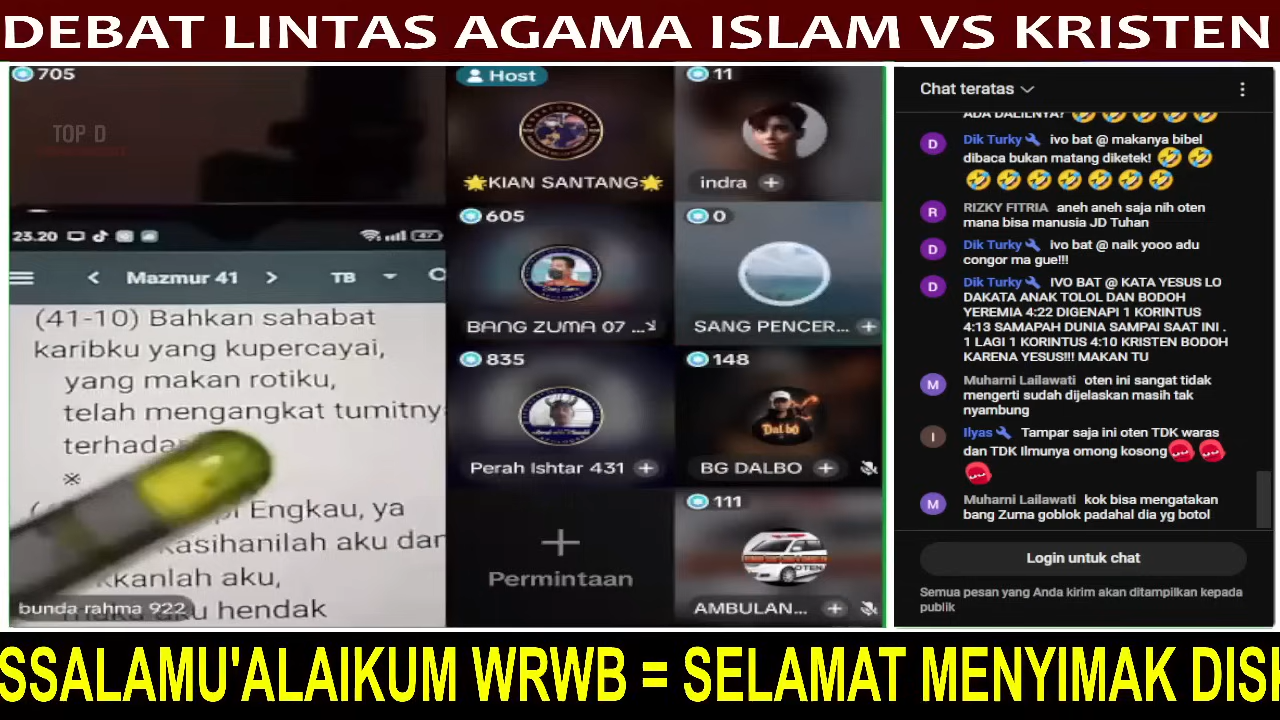 DEBAT LINTAS AGAMA ISLAM VS KRISTEN
705
TOP D
23.20
47
Mazmur 41
TB
(41-10) Bahkan sahabat
karibku yang kupercayai,
yang makan rotiku,
telah mengangkat tumitny
terhadap
※
Engkau, ya
kasihanilah aku dan
kkanlah aku,
maka aku hendak
bunda rahma 922
Host
🌟KIAN SANTANG🌟
11
indra +
605
BANG ZUMA 07 ...
0
SANG PENCER... +
835
Perah Ishtar 431 +
148
Dal bo
BG DALBO +
+
Permintaan
111
OTEN
AMBULAN... +
Chat teratas
ADA DALILNYA? 🤣🤣🤣🤣🤣
D
Dik Turky ivo bat @ makanya bibel
dibaca bukan matang diketek! 🤣🤣
🤣🤣🤣🤣🤣🤣🤣
R
RIZKY FITRIA aneh aneh saja nih oten
mana bisa manusia JD Tuhan
D
Dik Turky ivo bat @ naik yooo adu
congor ma gue!!!
D
Dik Turky IVO BAT @ KATA YESUS LO
DAKATA ANAK TOLOL DAN BODOH
YEREMIA 4:22 DIGENAPI 1 KORINTUS
4:13 SAMAPAH DUNIA SAMPAI SAAT INI .
1 LAGI 1 KORINTUS 4:10 KRISTEN BODOH
KARENA YESUS!!! MAKAN TU
M
Muharni Lailawati oten ini sangat tidak
mengerti sudah dijelaskan masih tak
nyambung
I
Ilyas Tampar saja ini oten TDK waras
dan TDK Ilmunya omong kosong
M
Muharni Lailawati kok bisa mengatakan
bang Zuma goblok padahal dia yg botol
Login untuk chat
Semua pesan yang Anda kirim akan ditampilkan kepada
publik
SSALAMU'ALAIKUM WRWB = SELAMAT MENYIMAK DISK